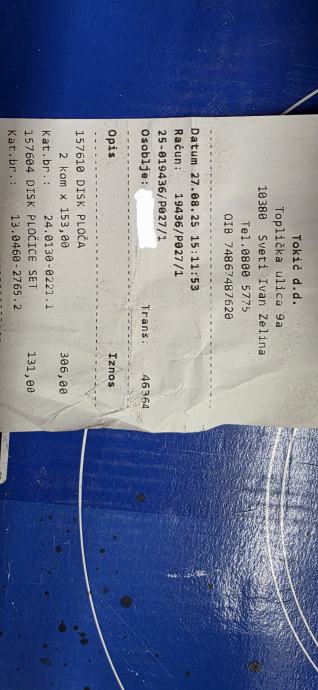 Tokić d.d.
Toplička ulica 9a
10380 Sveti Ivan Zelina
Tel.0800 5775
OIB 74867487620
Datum 27.08.25 15:11:53
Račun: 19436/P027/1
25-019436/P027/1
Osoblje: Trans. 46364
Opis Iznos
157610 DISK PLOČA
2 kom x 153,00 306,00
Kat.br.: 24.0130-0221.1
157604 DISK PLOČICE SET 131,00
Kat.br.: 13.0460-2765.2